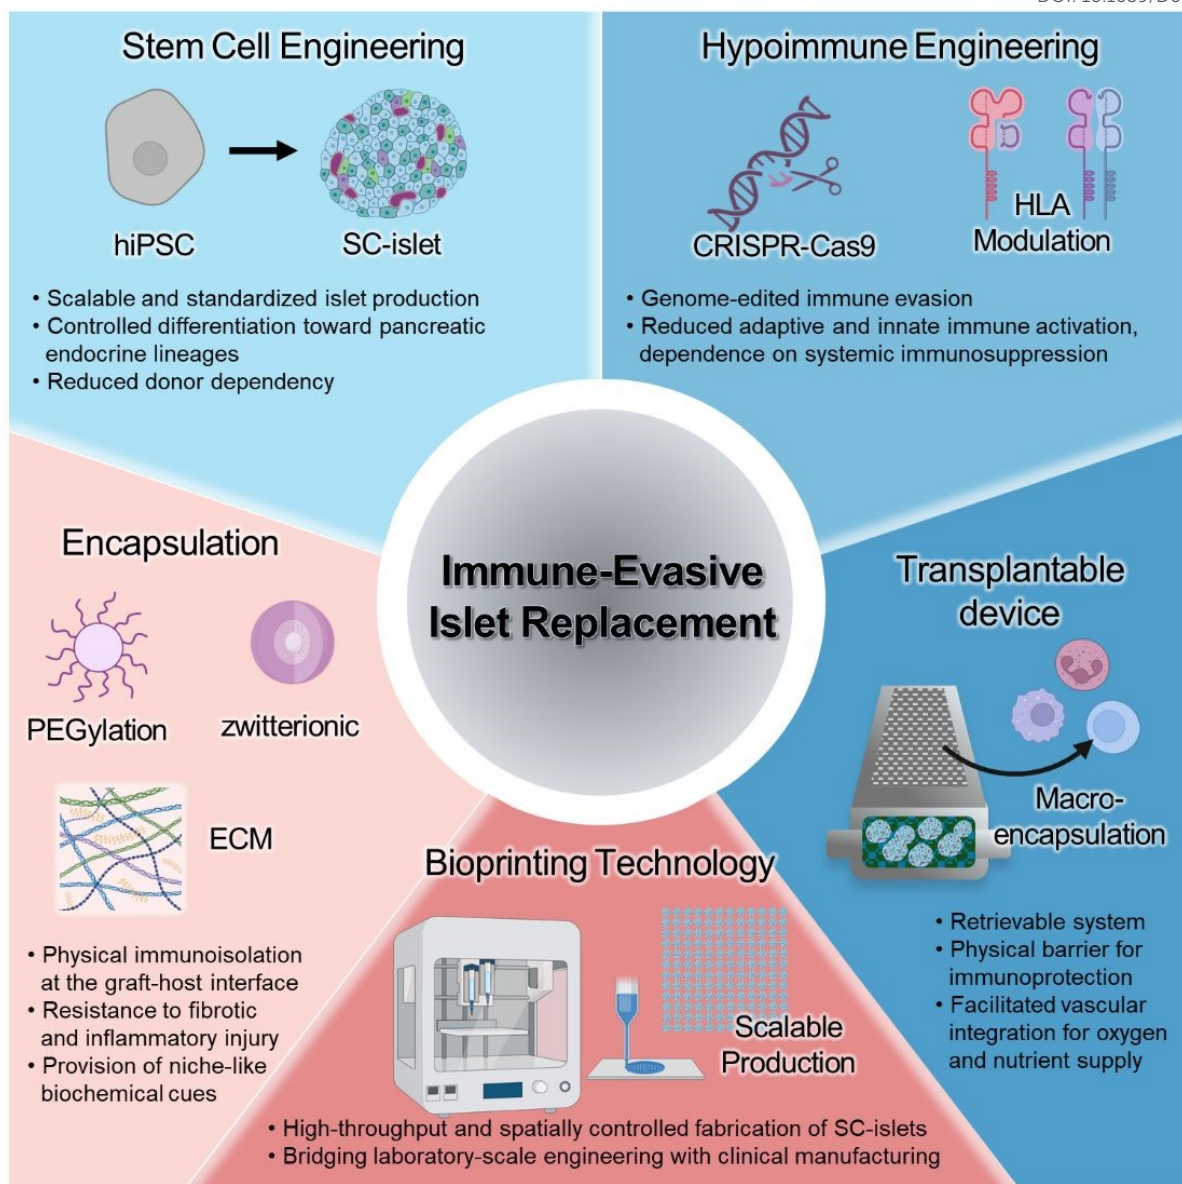 Stem Cell Engineering
hiPSC
SC-islet
• Scalable and standardized islet production
• Controlled differentiation toward pancreatic
endocrine lineages
• Reduced donor dependency
Hypoimmune Engineering
CRISPR-Cas9
HLA
Modulation
• Genome-edited immune evasion
• Reduced adaptive and innate immune activation,
dependence on systemic immunosuppression
Immune-Evasive
Islet Replacement
Encapsulation
PEGylation
zwitterionic
ECM
• Physical immunoisolation
at the graft-host interface
• Resistance to fibrotic
and inflammatory injury
• Provision of niche-like
biochemical cues
Transplantable
device
Macro-
encapsulation
• Retrievable system
• Physical barrier for
immunoprotection
• Facilitated vascular
integration for oxygen
and nutrient supply
Bioprinting Technology
Scalable
Production
• High-throughput and spatially controlled fabrication of SC-islets
• Bridging laboratory-scale engineering with clinical manufacturing